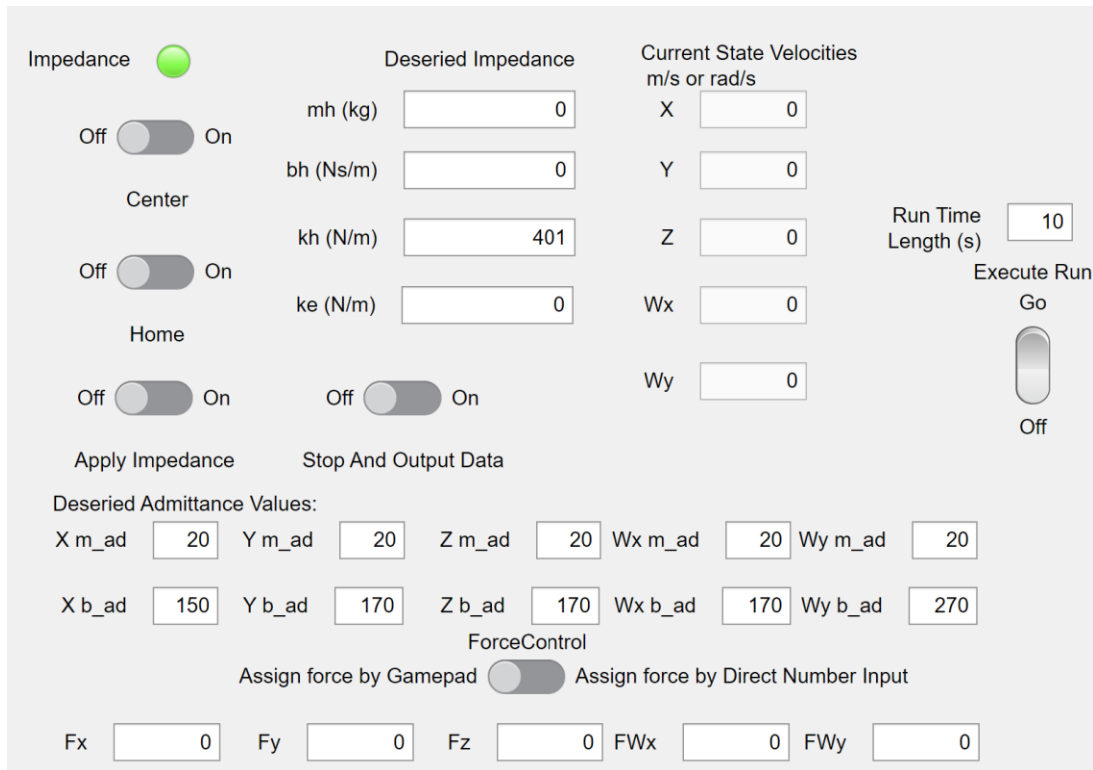 Impedance
Deseried Impedance
Current State Velocities
m/s or rad/s
mh (kg) 0
X 0
Off On
bh (Ns/m) 0
Y 0
Center
Run Time
Length (s) 10
kh (N/m) 401
Z 0
Off On
Execute Run
ke (N/m) 0
Wx 0
Go
Home
Wy 0
Off On
Off On
Off
Apply Impedance
Stop And Output Data
Deseried Admittance Values:
X m_ad 20 Y m_ad 20 Z m_ad 20 Wx m_ad 20 Wy m_ad 20
X b_ad 150 Y b_ad 170 Z b_ad 170 Wx b_ad 170 Wy b_ad 270
ForceControl
Assign force by Gamepad Assign force by Direct Number Input
Fx 0 Fy 0 Fz 0 FWx 0 FWy 0